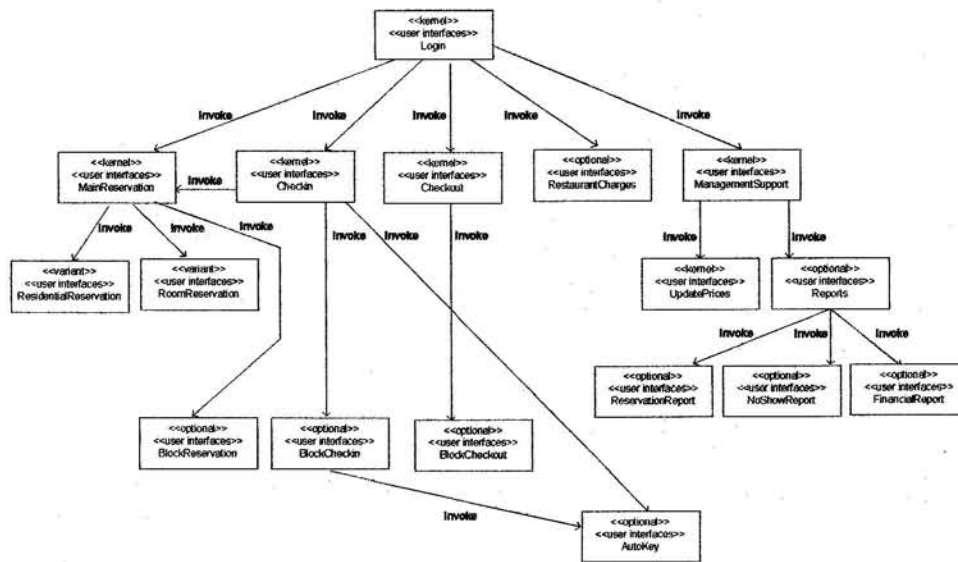 <<kernel>>
<<user interfaces>>
Login
Invoke
Invoke
Invoke
Invoke
Invoke
<<kernel>>
<<user interfaces>>
MainReservation
Invoke
<<kernel>>
<<user interfaces>>
Checkin
<<kernel>>
<<user interfaces>>
Checkout
<<optional>>
<<user interfaces>>
RestaurantCharges
<<kernel>>
<<user interfaces>>
ManagementSupport
Invoke
Invoke
Invoke
Invoke
Invoke
Invoke
Invoke
Invoke
<<variant>>
<<user interfaces>>
ResidentialReservation
<<variant>>
<<user interfaces>>
RoomReservation
<<kernel>>
<<user interfaces>>
UpdatePrices
<<optional>>
<<user interfaces>>
Reports
Invoke
Invoke
Invoke
<<optional>>
<<user interfaces>>
ReservationReport
<<optional>>
<<user interfaces>>
NoShowReport
<<optional>>
<<user interfaces>>
FinancialReport
<<optional>>
<<user interfaces>>
BlockReservation
<<optional>>
<<user interfaces>>
BlockCheckin
<<optional>>
<<user interfaces>>
BlockCheckout
Invoke
<<optional>>
<<user interfaces>>
AutoKey